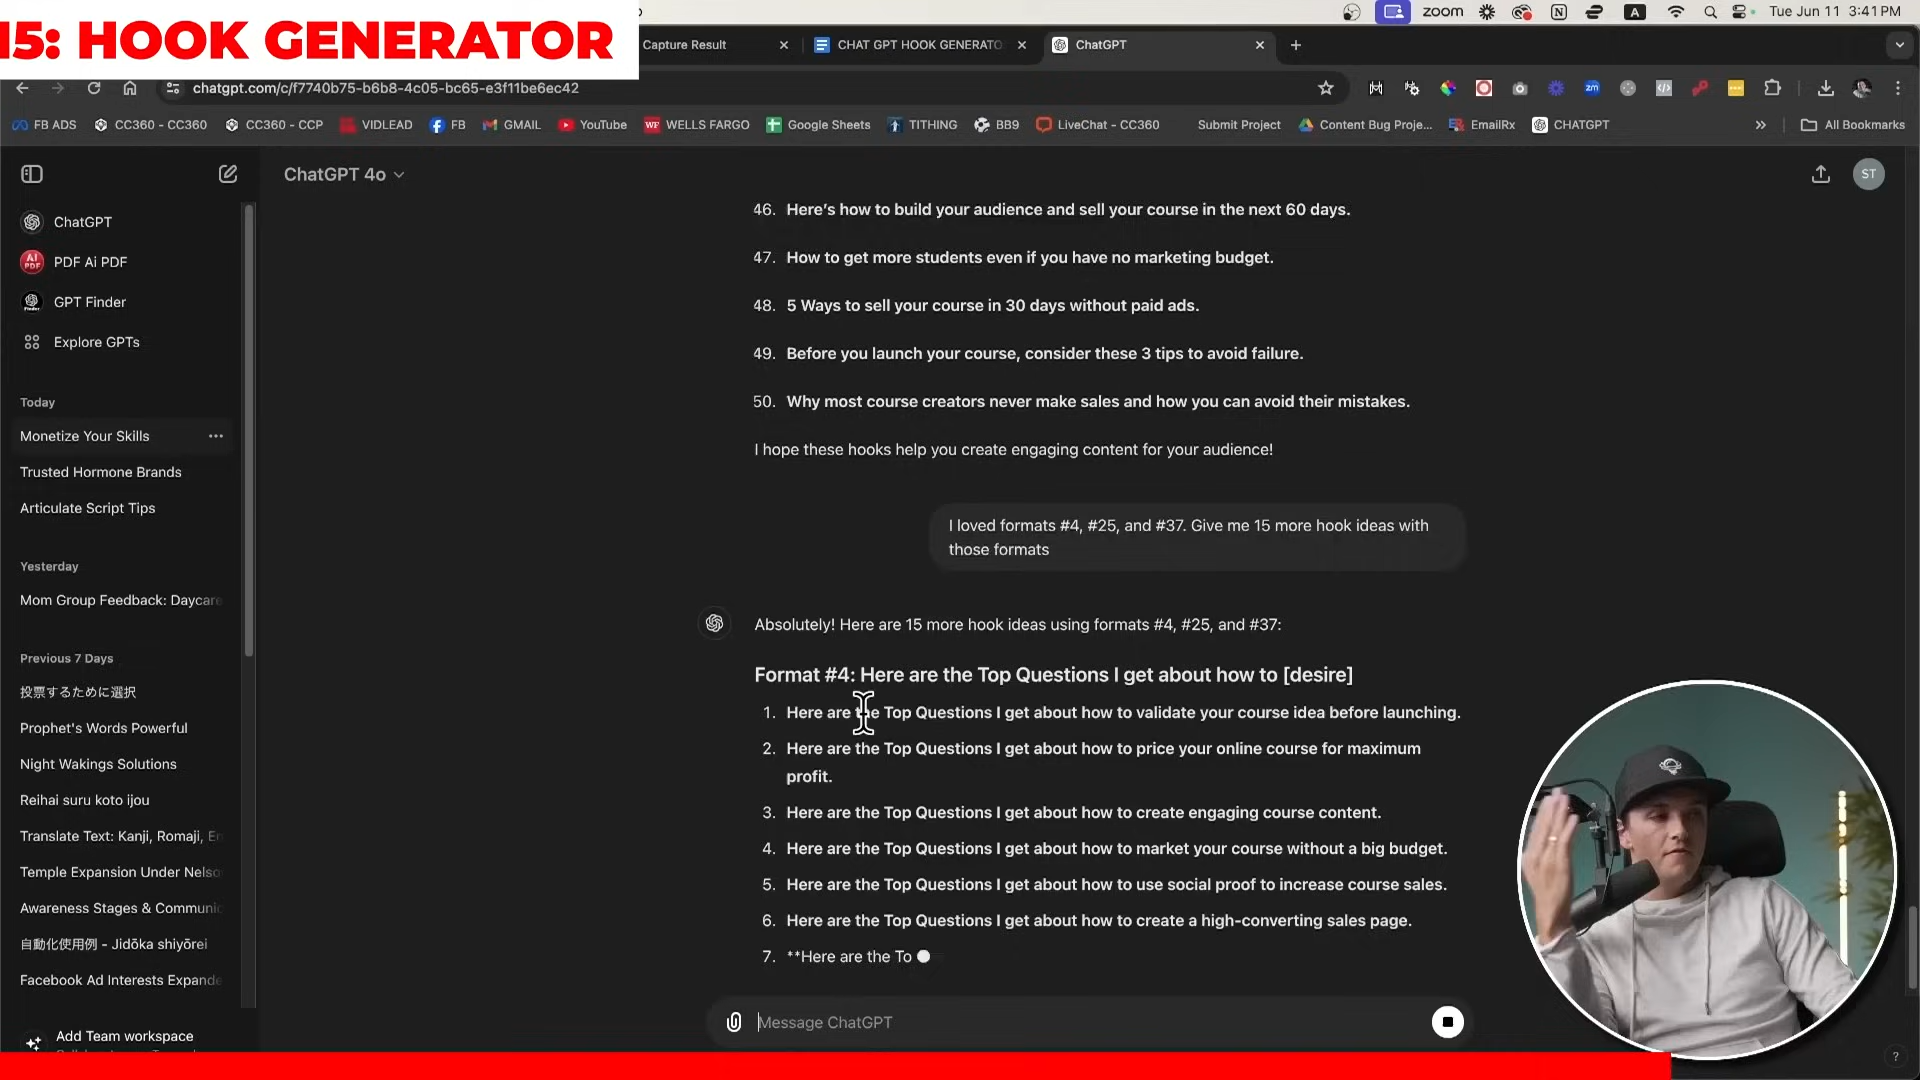 15: HOOK GENERATOR
zoom
A
Tue Jun 11 3:41PM
Capture Result
CHAT GPT HOOK GENERATO
ChatGPT
chatgpt.com/c/f7740b75-b6b8-4c05-bc65-e3f11be6ec42
FB ADS
CC360 - CC360
CC360 - CCP
VIDLEAD
FB
GMAIL
YouTube
WF WELLS FARGO
Google Sheets
TITHING
BB9
LiveChat - CC360
Submit Project
Content Bug Proje...
EmailRx
CHATGPT
All Bookmarks
ChatGPT 4o
ST
ChatGPT
PDF Ai PDF
GPT Finder
Explore GPTs
Today
Monetize Your Skills
Trusted Hormone Brands
Articulate Script Tips
Yesterday
Mom Group Feedback: Daycare
Previous 7 Days
投票するために選択
Prophet's Words Powerful
Night Wakings Solutions
Reihai suru koto ijou
Translate Text: Kanji, Romaji, En
Temple Expansion Under Nelso
Awareness Stages & Communic
自動化使用例 - Jidōka shiyōrei
Facebook Ad Interests Expande
Add Team workspace
46. Here's how to build your audience and sell your course in the next 60 days.
47. How to get more students even if you have no marketing budget.
48. 5 Ways to sell your course in 30 days without paid ads.
49. Before you launch your course, consider these 3 tips to avoid failure.
50. Why most course creators never make sales and how you can avoid their mistakes.
I hope these hooks help you create engaging content for your audience!
I loved formats #4, #25, and #37. Give me 15 more hook ideas with
those formats
Absolutely! Here are 15 more hook ideas using formats #4, #25, and #37:
Format #4: Here are the Top Questions I get about how to [desire]
1. Here are the Top Questions I get about how to validate your course idea before launching.
2. Here are the Top Questions I get about how to price your online course for maximum
profit.
3. Here are the Top Questions I get about how to create engaging course content.
4. Here are the Top Questions I get about how to market your course without a big budget.
5. Here are the Top Questions I get about how to use social proof to increase course sales.
6. Here are the Top Questions I get about how to create a high-converting sales page.
7. **Here are the To
Message ChatGPT
?